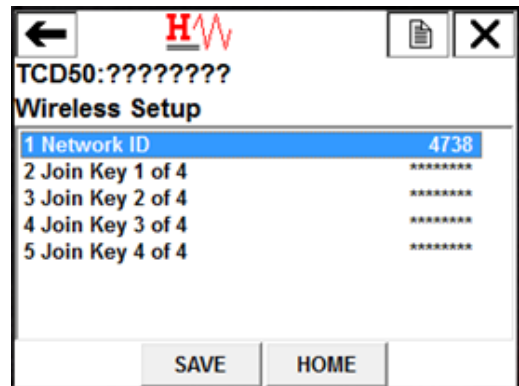 H
TCD50:????????
Wireless Setup
1 Network ID 4738
2 Join Key 1 of 4 ********
3 Join Key 2 of 4 ********
4 Join Key 3 of 4 ********
5 Join Key 4 of 4 ********
SAVE HOME